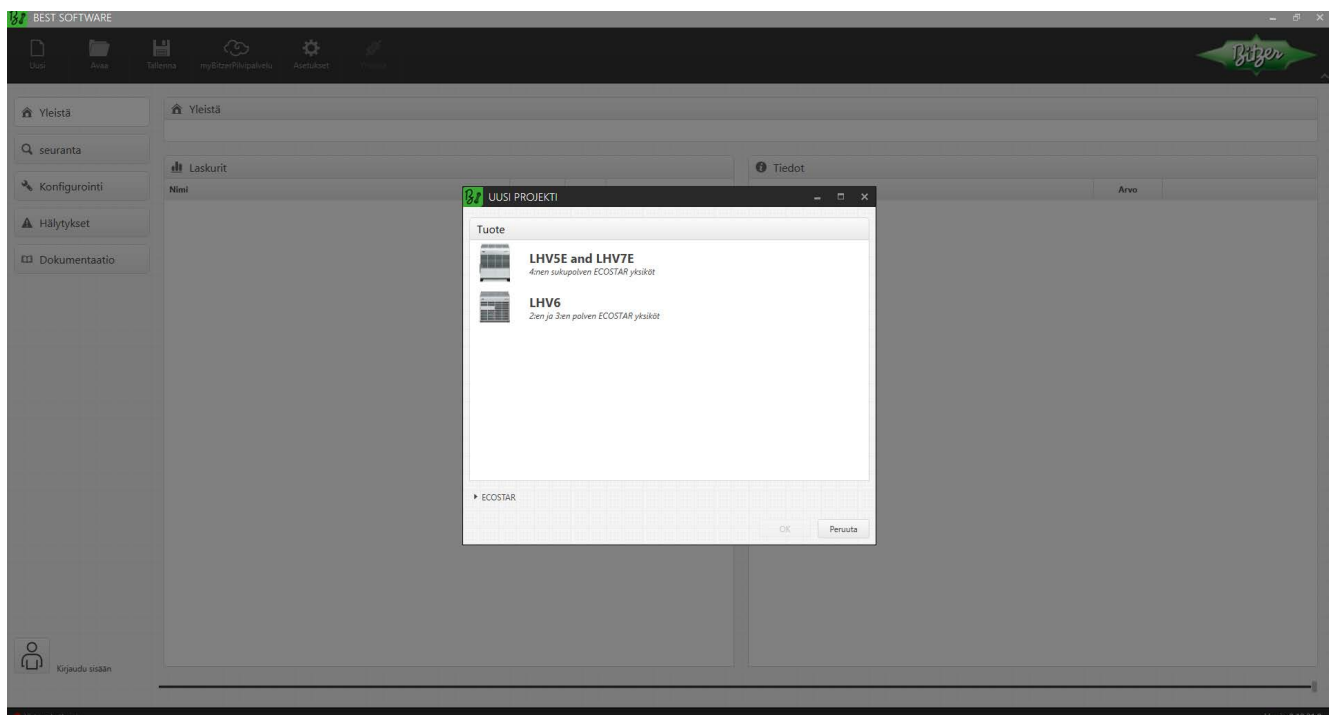 BEST SOFTWARE
Uusi
Avaa
Tallenna
myBitzerPilvipalvelu
Asetukset
Bitzer
Yleistä
seuranta
Konfigurointi
Hälytykset
Dokumentaatio
Yleistä
Laskurit
Nimi
Tiedot
Arvo
UUSI PROJEKTI
Tuote
LHV5E and LHV7E
4:nen sukupolven ECOSTAR yksiköt
LHV6
2:en ja 3:en polven ECOSTAR yksiköt
ECOSTAR
OK
Peruuta
Kirjaudu sisään